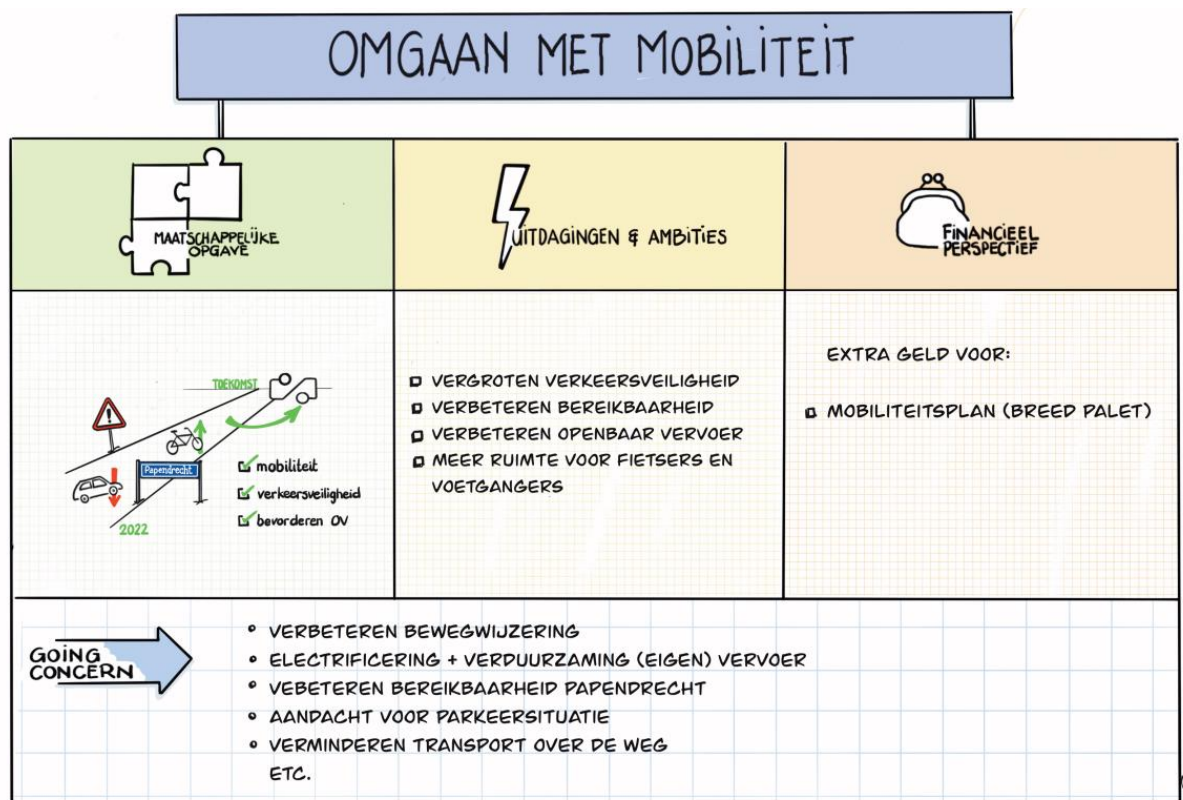 OMGAAN MET MOBILITEIT
MAATSCHAPPELIJKE
OPGAVE
UITDAGINGEN & AMBITIES
FINANCIEEL
PERSPECTIEF
TOEKOMST
Papendrecht
2022
mobiliteit
verkeersveiligheid
bevorderen OV
VERGROTEN VERKEERSVEILIGHEID
VERBETEREN BEREIKBAARHEID
VERBETEREN OPENBAAR VERVOER
MEER RUIMTE VOOR FIETSERS EN
VOETGANGERS
EXTRA GELD VOOR:
MOBILITEITSPLAN (BREED PALET)
GOING
CONCERN
VERBETEREN BEWEGWIJZERING
ELECTRIFICERING + VERDUURZAMING (EIGEN) VERVOER
VEBETEREN BEREIKBAARHEID PAPENDRECHT
AANDACHT VOOR PARKEERSITUATIE
VERMINDEREN TRANSPORT OVER DE WEG
ETC.